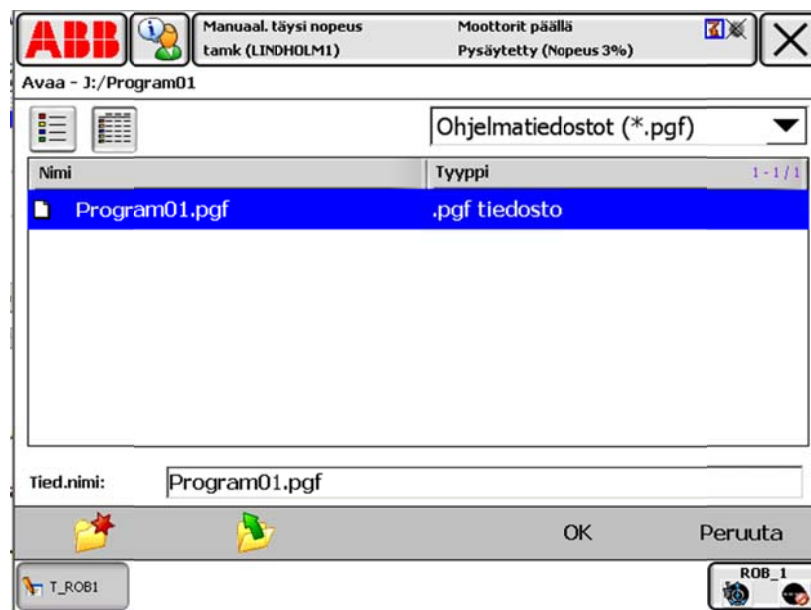 ABB
Manuaal. täysi nopeus
tamk (LINDHOLM1)
Moottorit päällä
Pysäytetty (Nopeus 3%)
Avaa - J:/Program01
Ohjelmatiedostot (*.pgf)
Nimi
Tyyppi
1 - 1 / 1
Program01.pgf
.pgf tiedosto
Tied.nimi:
Program01.pgf
OK
Peruuta
T_ROB1
ROB_1